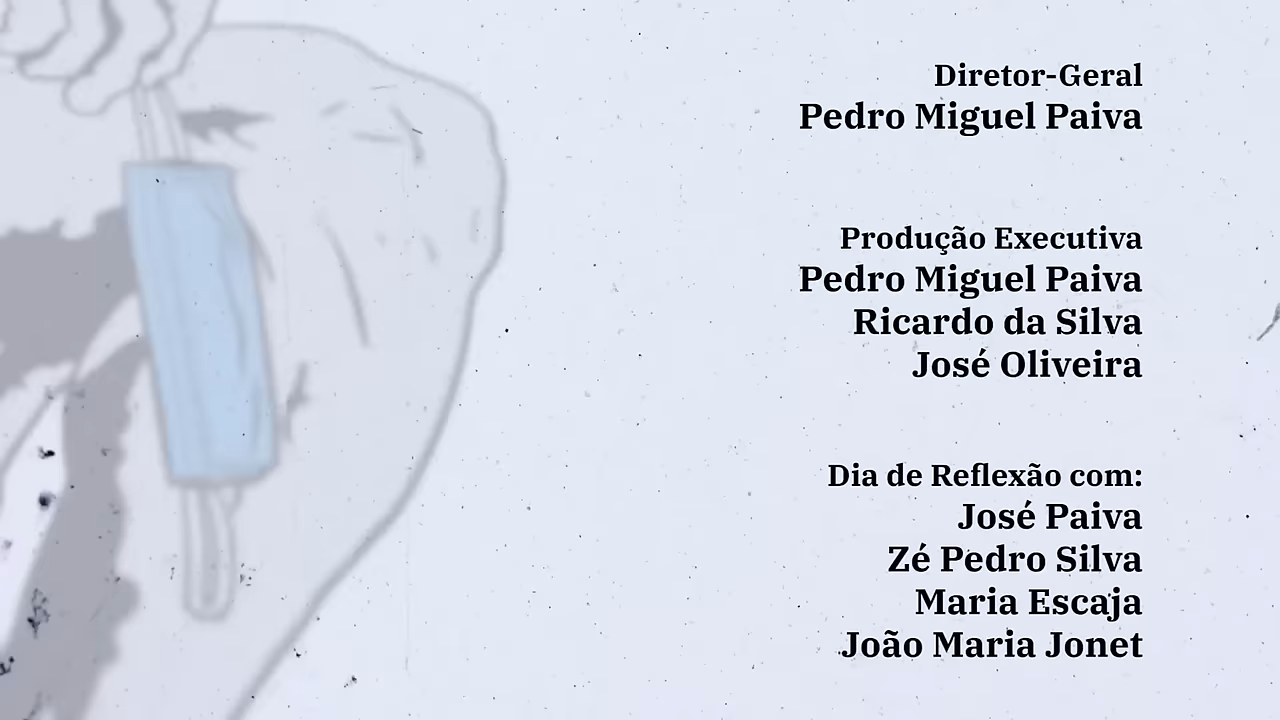 Diretor-Geral
Pedro Miguel Paiva
Produção Executiva
Pedro Miguel Paiva
Ricardo da Silva
José Oliveira
Dia de Reflexão com:
José Paiva
Zé Pedro Silva
Maria Escaja
João Maria Jonet